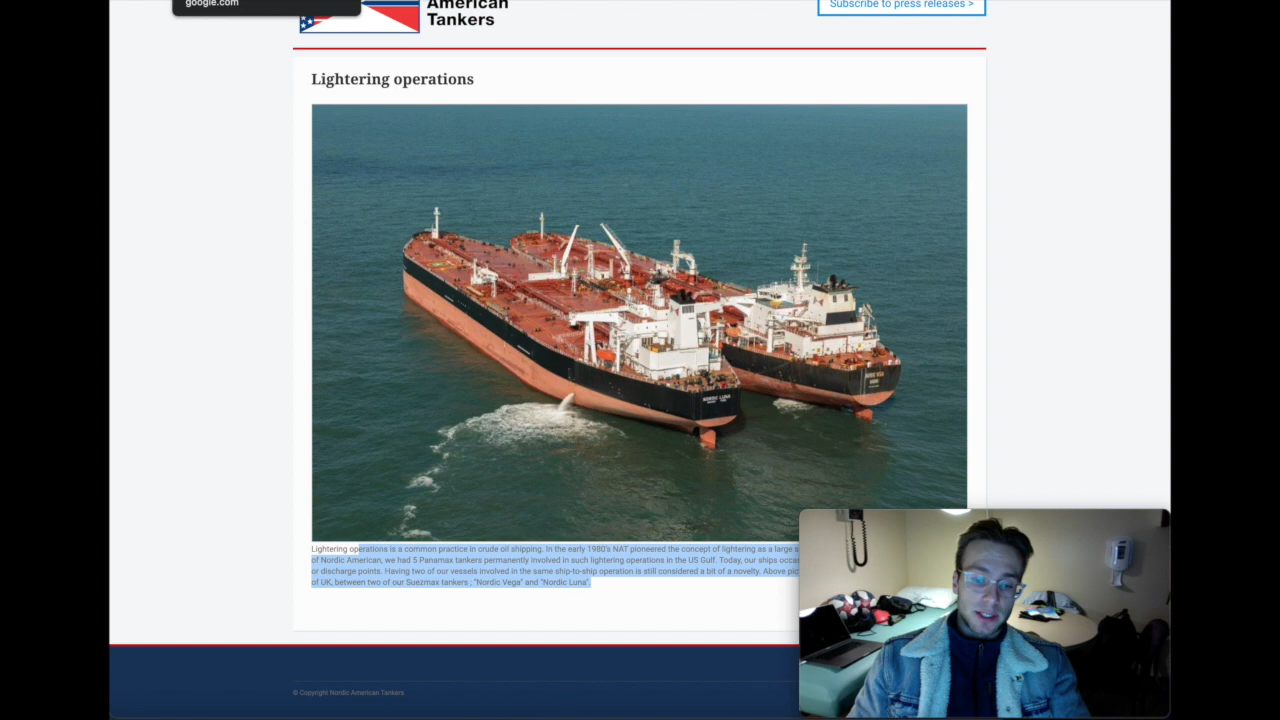 google.com
American
Tankers
Subscribe to press releases >
Lightering operations
NORDIC LUNA
Lightering operations is a common practice in crude oil shipping. In the early 1980's NAT pioneered the concept of lightering as a large s
of Nordic American, we had 5 Panamax tankers permanently involved in such lightering operations in the US Gulf. Today, our ships occas
or discharge points. Having two of our vessels involved in the same ship-to-ship operation is still considered a bit of a novelty. Above pic
of UK, between two of our Suezmax tankers ; "Nordic Vega" and "Nordic Luna".
© Copyright Nordic American Tankers